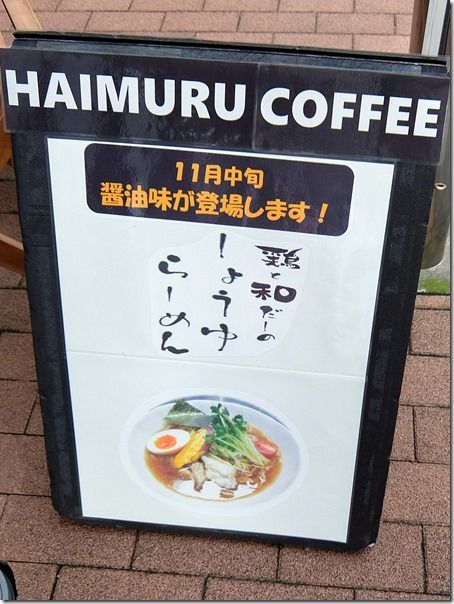 HAIMURU COFFEE
11月中旬
醤油味が登場します！
鶏と和だしの
しょうゆ
らーめん